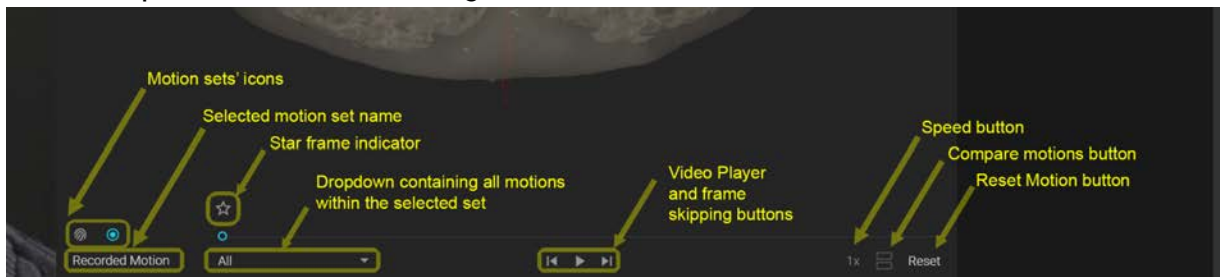 Motion sets' icons
Selected motion set name
Star frame indicator
Dropdown containing all motions
within the selected set
Video Player
and frame
skipping buttons
Speed button
Compare motions button
Reset Motion button
Recorded Motion
All
1x
Reset